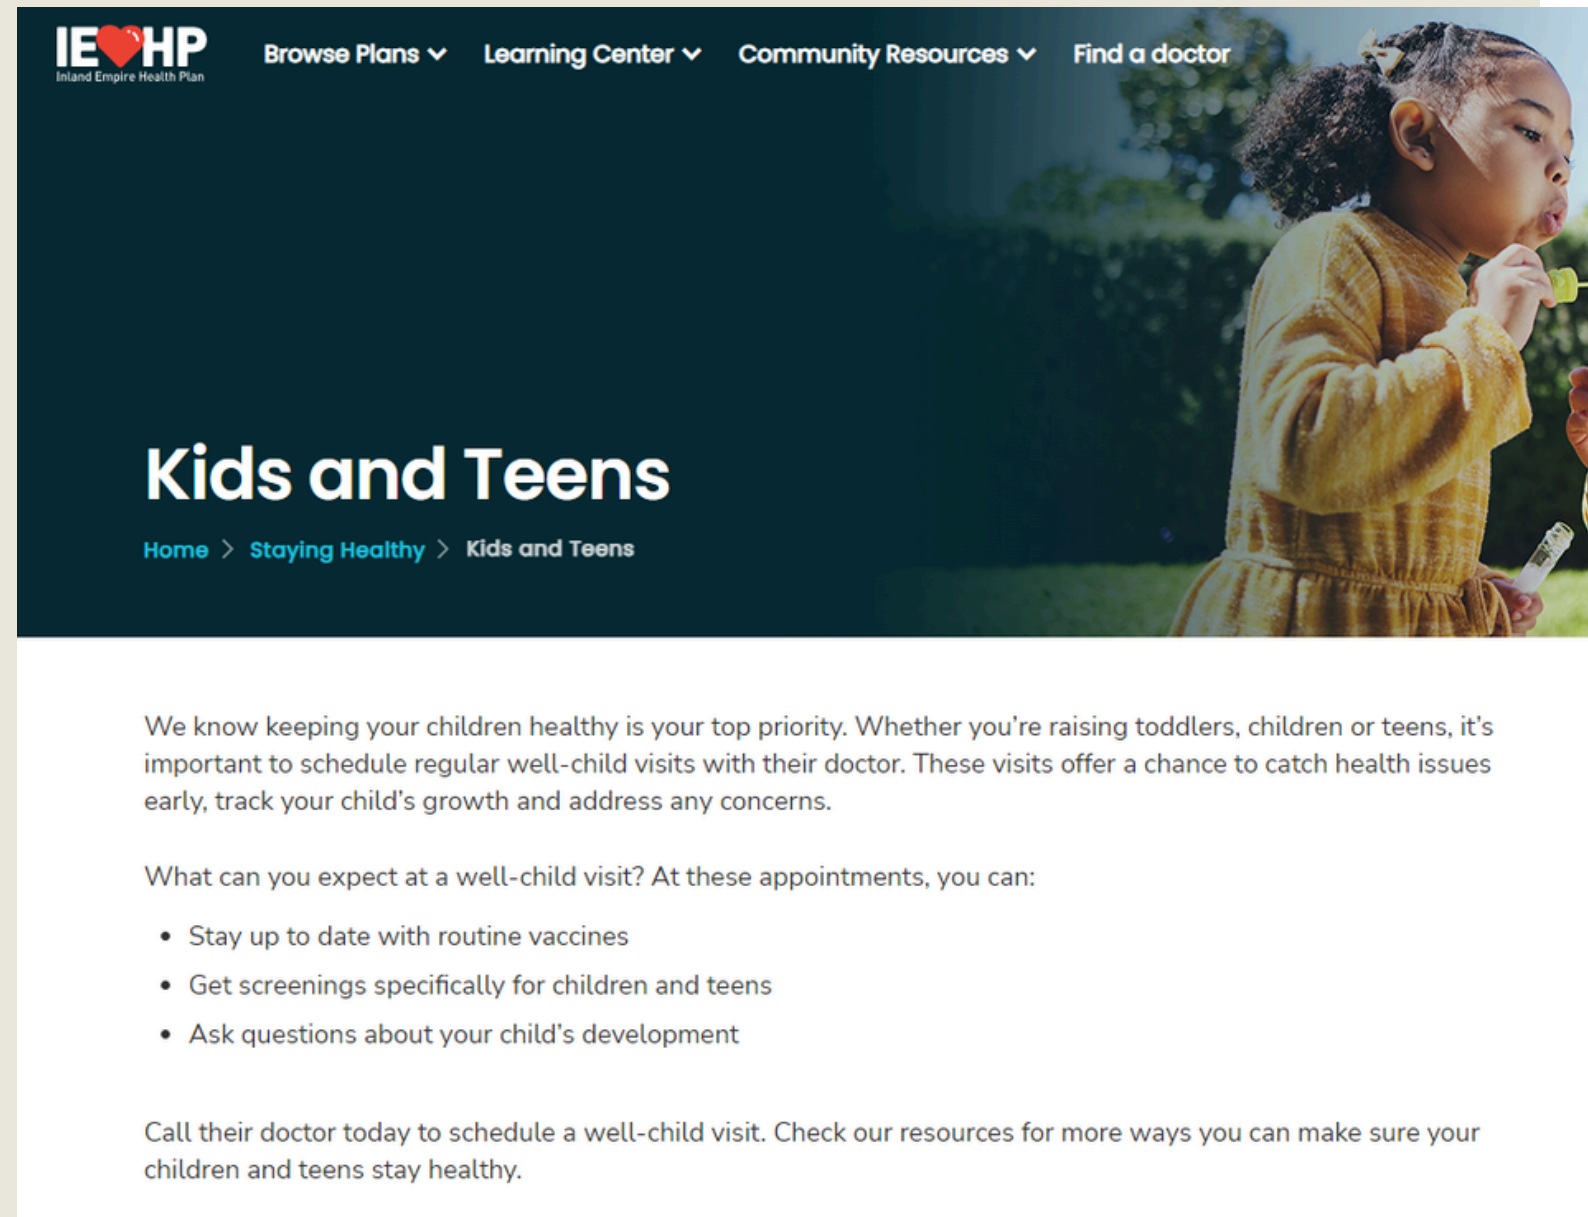 IEHP
Inland Empire Health Plan
Browse Plans
Learning Center
Community Resources
Find a doctor
Kids and Teens
Home > Staying Healthy > Kids and Teens
We know keeping your children healthy is your top priority. Whether you’re raising toddlers, children or teens, it’s
important to schedule regular well-child visits with their doctor. These visits offer a chance to catch health issues
early, track your child’s growth and address any concerns.
What can you expect at a well-child visit? At these appointments, you can:
• Stay up to date with routine vaccines
• Get screenings specifically for children and teens
• Ask questions about your child’s development
Call their doctor today to schedule a well-child visit. Check our resources for more ways you can make sure your
children and teens stay healthy.